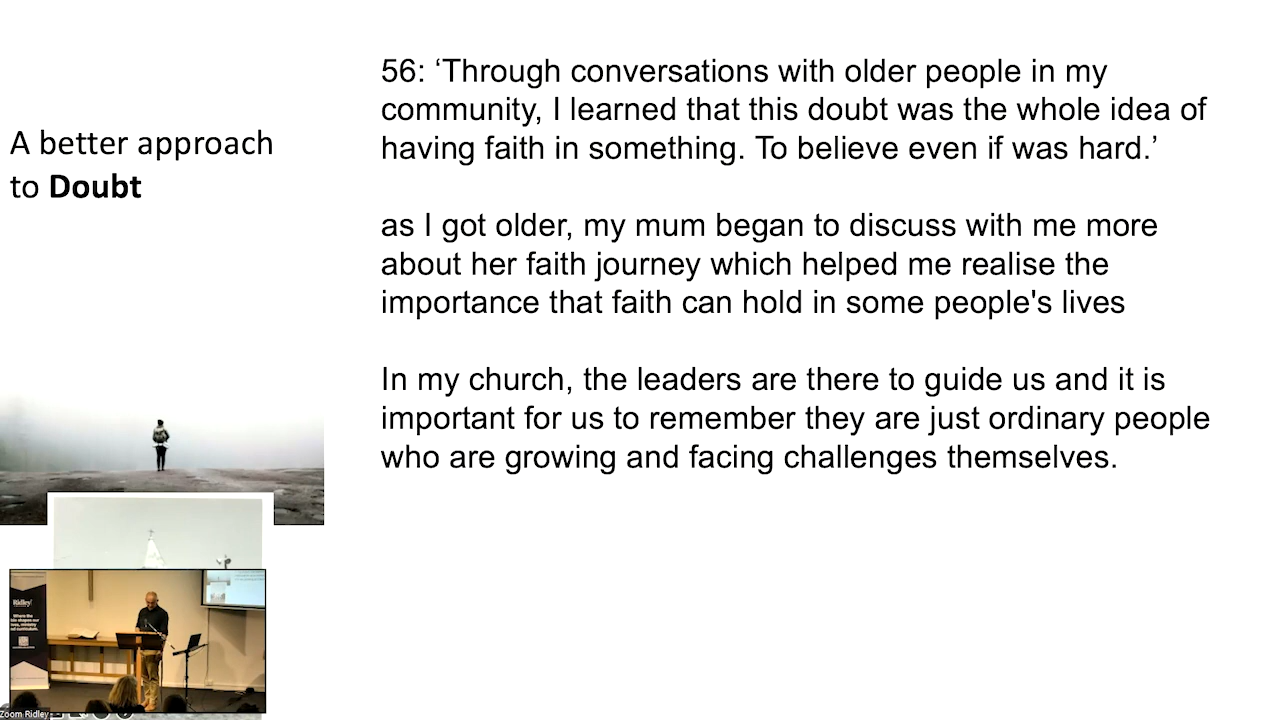 A better approach
to Doubt
56: ‘Through conversations with older people in my
community, I learned that this doubt was the whole idea of
having faith in something. To believe even if was hard.’
as I got older, my mum began to discuss with me more
about her faith journey which helped me realise the
importance that faith can hold in some people's lives
In my church, the leaders are there to guide us and it is
important for us to remember they are just ordinary people
who are growing and facing challenges themselves.
Ridley
Where the
Zoom Ridley